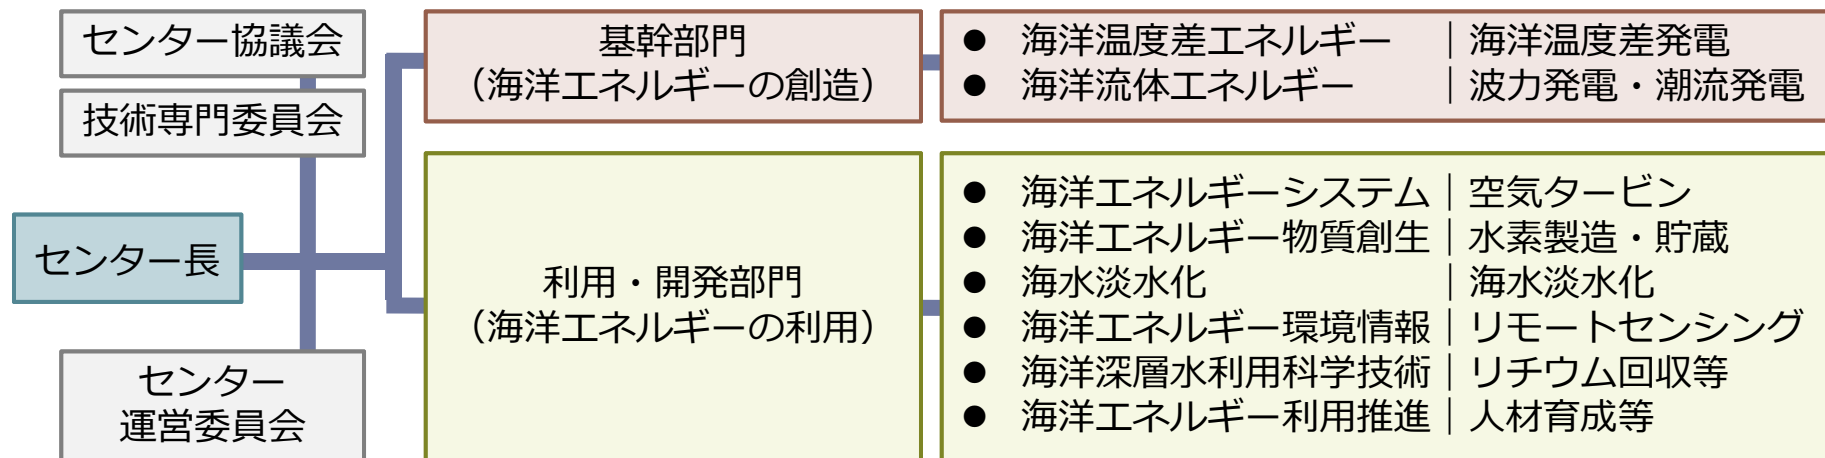 センター協議会
技術専門委員会
センター長
センター
運営委員会
基幹部門
（海洋エネルギーの創造）
● 海洋温度差エネルギー ｜海洋温度差発電
● 海洋流体エネルギー ｜波力発電・潮流発電
利用・開発部門
（海洋エネルギーの利用）
● 海洋エネルギーシステム｜空気タービン
● 海洋エネルギー物質創生｜水素製造・貯蔵
● 海水淡水化 ｜海水淡水化
● 海洋エネルギー環境情報｜リモートセンシング
● 海洋深層水利用科学技術｜リチウム回収等
● 海洋エネルギー利用推進｜人材育成等